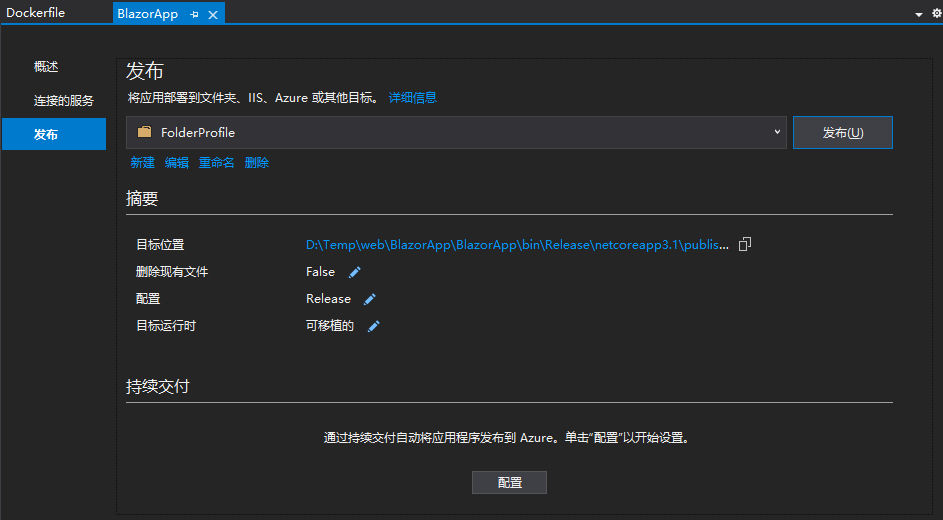 Dockerfile
BlazorApp
概述
连接的服务
发布
发布
将应用部署到文件夹、IIS、Azure 或其他目标。 详细信息
FolderProfile
发布(U)
新建 编辑 重命名 删除
摘要
目标位置 D:\Temp\web\BlazorApp\BlazorApp\bin\Release\netcoreapp3.1\publis...
删除现有文件 False
配置 Release
目标运行时 可移植的
持续交付
通过持续交付自动将应用程序发布到 Azure。单击“配置”以开始设置。
配置